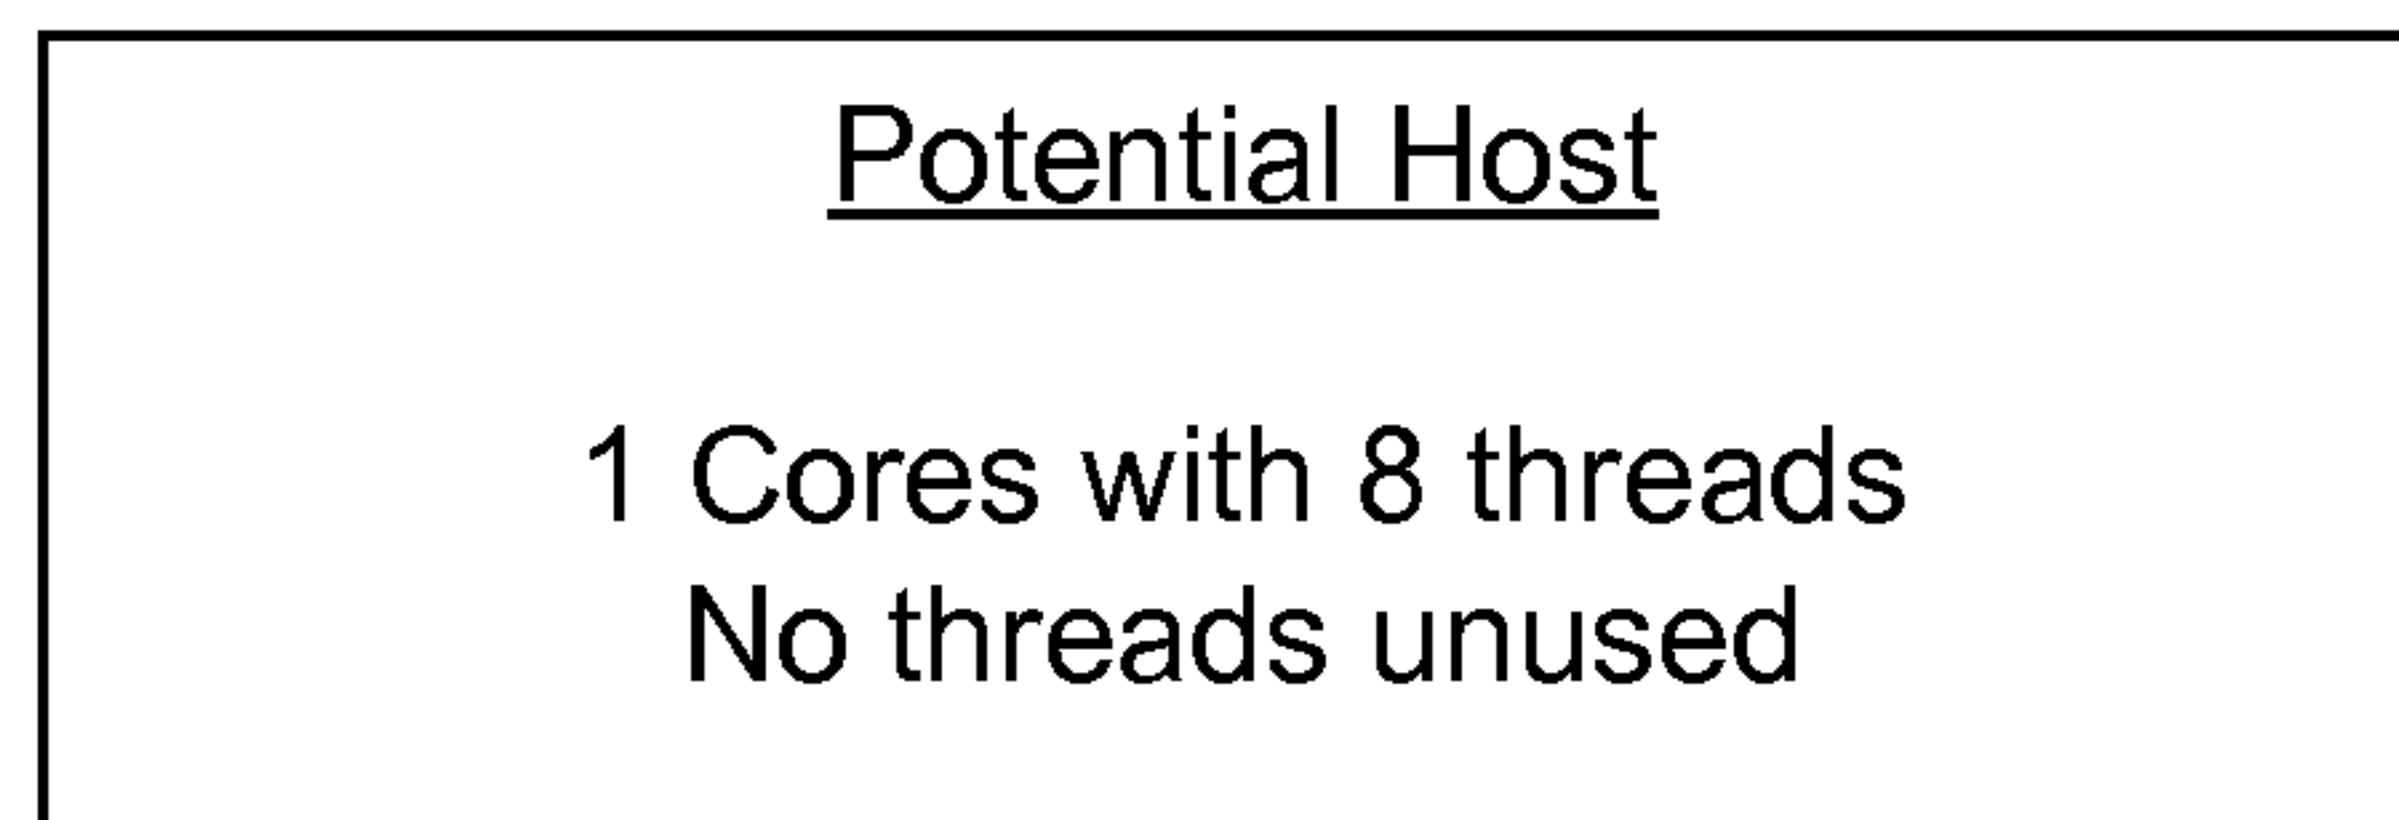 Potential Host
1 Cores with 8 threads
No threads unused